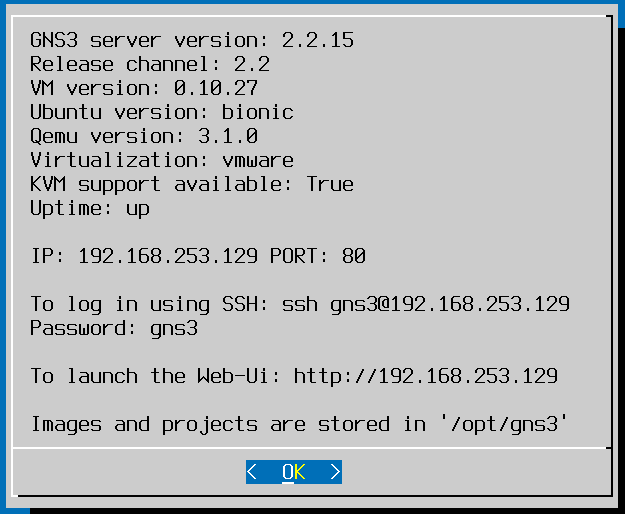 GNS3 server version: 2.2.15
Release channel: 2.2
VM version: 0.10.27
Ubuntu version: bionic
Qemu version: 3.1.0
Virtualization: vmware
KVM support available: True
Uptime: up
IP: 192.168.253.129 PORT: 80
To log in using SSH: ssh gns3@192.168.253.129
Password: gns3
To launch the Web-Ui: http://192.168.253.129
Images and projects are stored in '/opt/gns3'
< OK >